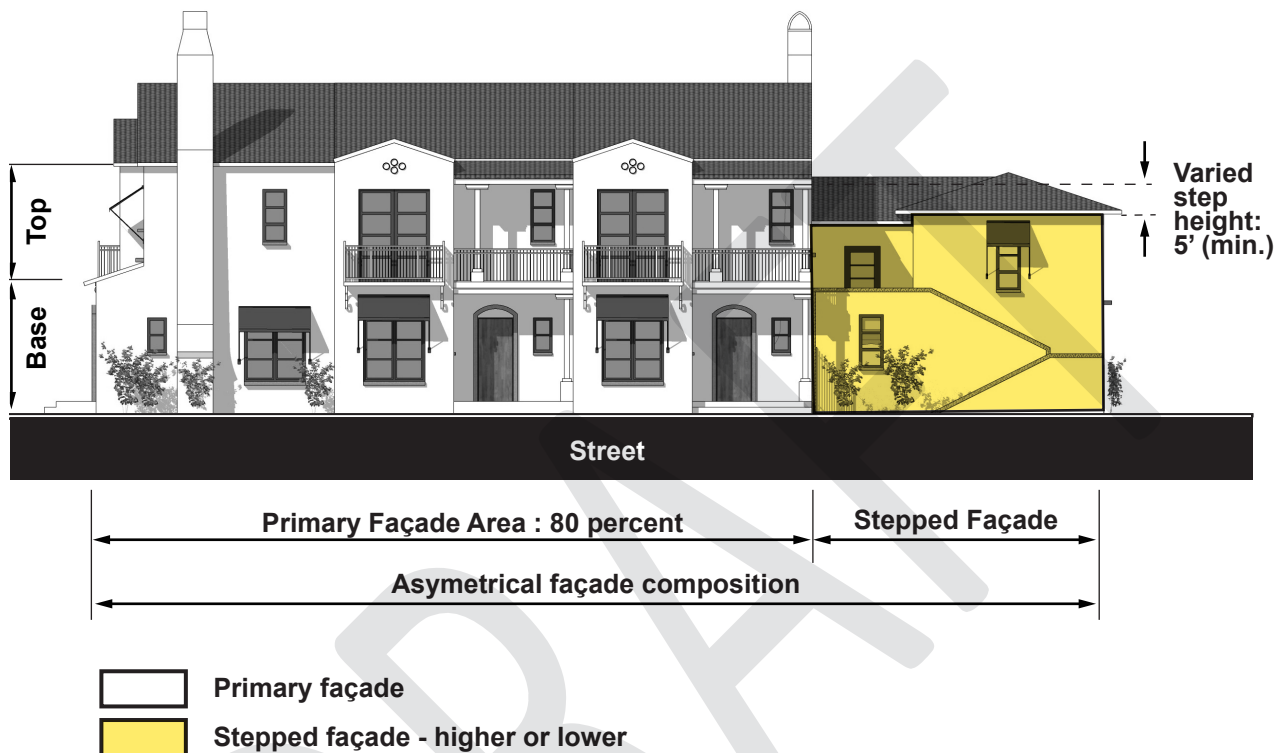 Top
Base
Varied
step
height:
5' (min.)
Street
Primary Façade Area : 80 percent
Stepped Façade
Asymetrical façade composition
Primary façade
Stepped façade - higher or lower
DRAFT